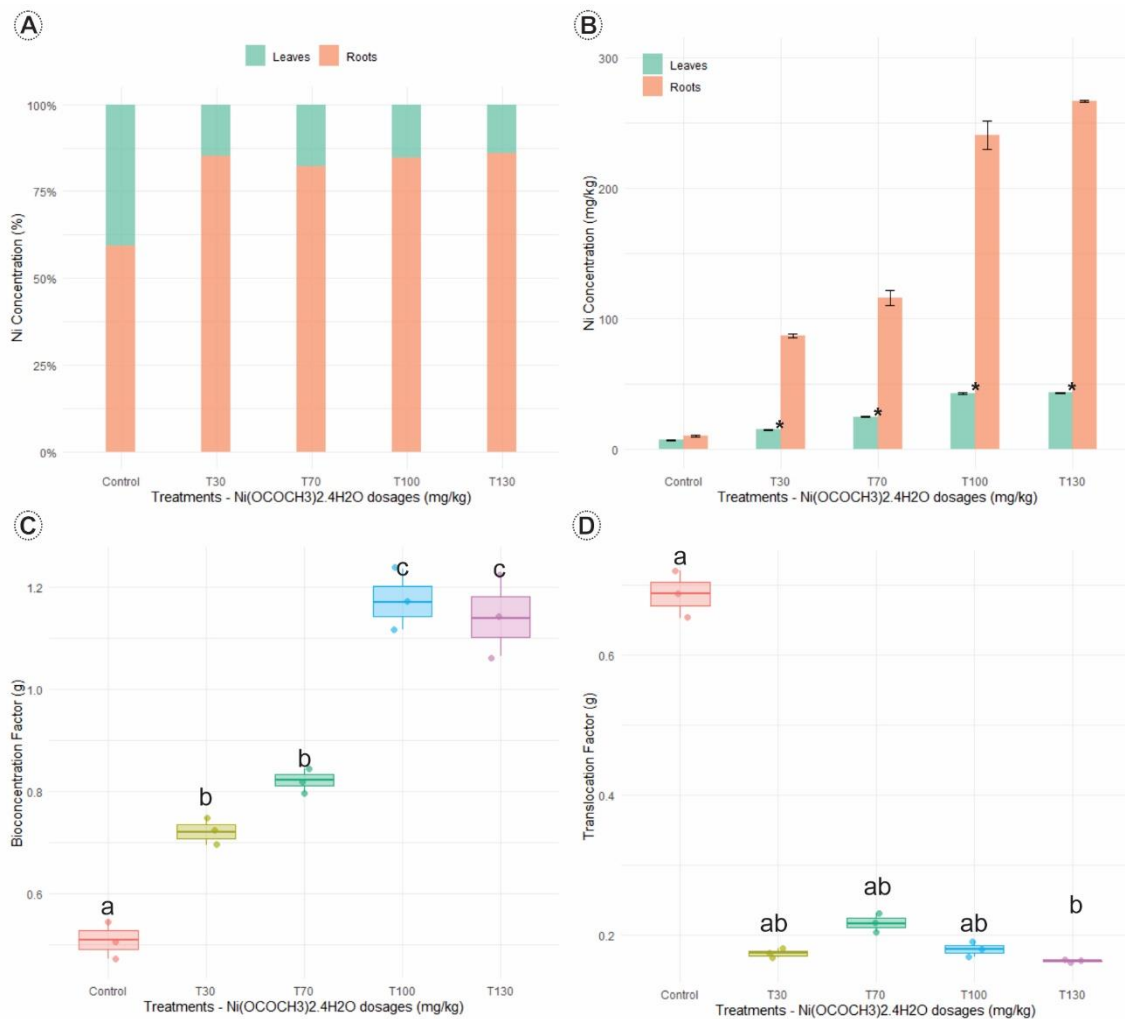 A
Leaves Roots
100%
75%
50%
25%
0%
Ni Concentration (%)
Control T30 T70 T100 T130
Treatments - Ni(OCOCH3)2.4H2O dosages (mg/kg)
B
Leaves
Roots
300
200
100
0
Ni Concentration (mg/kg)
* * * *
Control T30 T70 T100 T130
Treatments - Ni(OCOCH3)2.4H2O dosages (mg/kg)
C
1.2
1.0
0.8
0.6
Bioconcentration Factor (g)
a b b c c
Control T30 T70 T100 T130
Treatments - Ni(OCOCH3)2.4H2O dosages (mg/kg)
D
0.6
0.4
0.2
Translocation Factor (g)
a ab ab ab b
Control T30 T70 T100 T130
Treatments - Ni(OCOCH3)2.4H2O dosages (mg/kg)